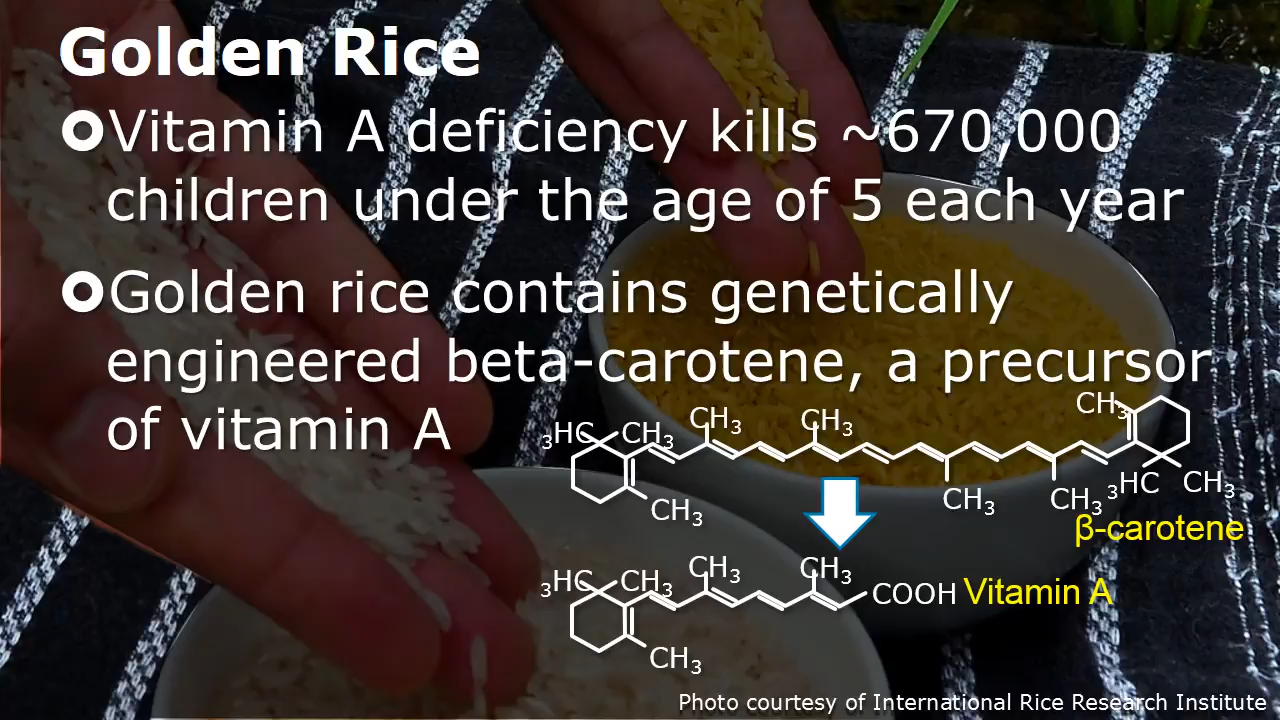 Golden Rice
Vitamin A deficiency kills ~670,000
children under the age of 5 each year
Golden rice contains genetically
engineered beta-carotene, a precursor
of vitamin A
CH₃
₃HC CH₃ CH₃ CH₃
CH₃ CH₃ CH₃ ₃HC CH₃
β-carotene
₃HC CH₃ CH₃ CH₃
COOH Vitamin A
CH₃
Photo courtesy of International Rice Research Institute